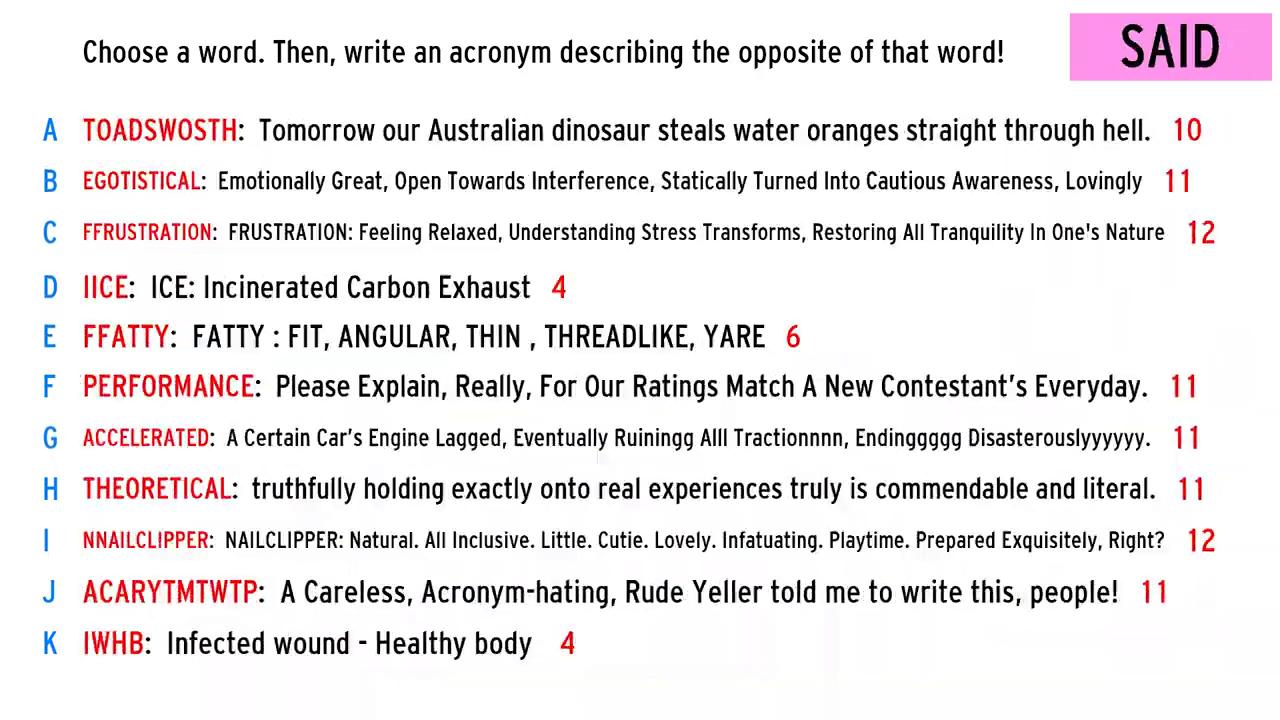 Choose a word. Then, write an acronym describing the opposite of that word!
SAID
A TOADSWOSTH: Tomorrow our Australian dinosaur steals water oranges straight through hell. 10
B EGOTISTICAL: Emotionally Great, Open Towards Interference, Statically Turned Into Cautious Awareness, Lovingly 11
C FFRUSTRATION: FRUSTRATION: Feeling Relaxed, Understanding Stress Transforms, Restoring All Tranquility In One's Nature 12
D IICE: ICE: Incinerated Carbon Exhaust 4
E FFATTY: FATTY : FIT, ANGULAR, THIN , THREADLIKE, YARE 6
F PERFORMANCE: Please Explain, Really, For Our Ratings Match A New Contestant's Everyday. 11
G ACCELERATED: A Certain Car's Engine Lagged, Eventually Ruiningg Alll Tractionnnn, Endinggggg Disasterouslyyyyyy. 11
H THEORETICAL: truthfully holding exactly onto real experiences truly is commendable and literal. 11
I NNAILCLIPPER: NAILCLIPPER: Natural. All Inclusive. Little. Cutie. Lovely. Infatuating. Playtime. Prepared Exquisitely, Right? 12
J ACARYTMTWTP: A Careless, Acronym-hating, Rude Yeller told me to write this, people! 11
K IWHB: Infected wound - Healthy body 4